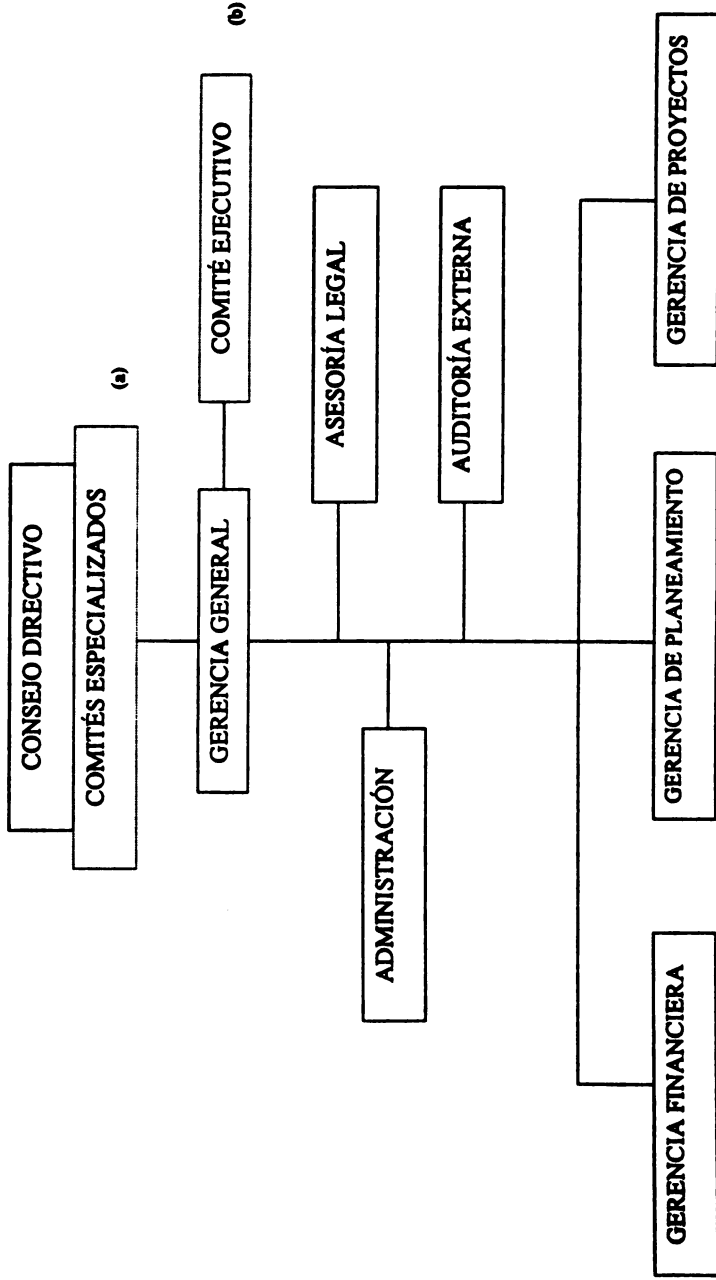 CONSEJO DIRECTIVO
COMITÉS ESPECIALIZADOS
(a)
GERENCIA GENERAL
COMITÉ EJECUTIVO
(b)
ASESORÍA LEGAL
ADMINISTRACIÓN
AUDITORÍA EXTERNA
GERENCIA FINANCIERA
GERENCIA DE PLANEAMIENTO
GERENCIA DE PROYECTOS